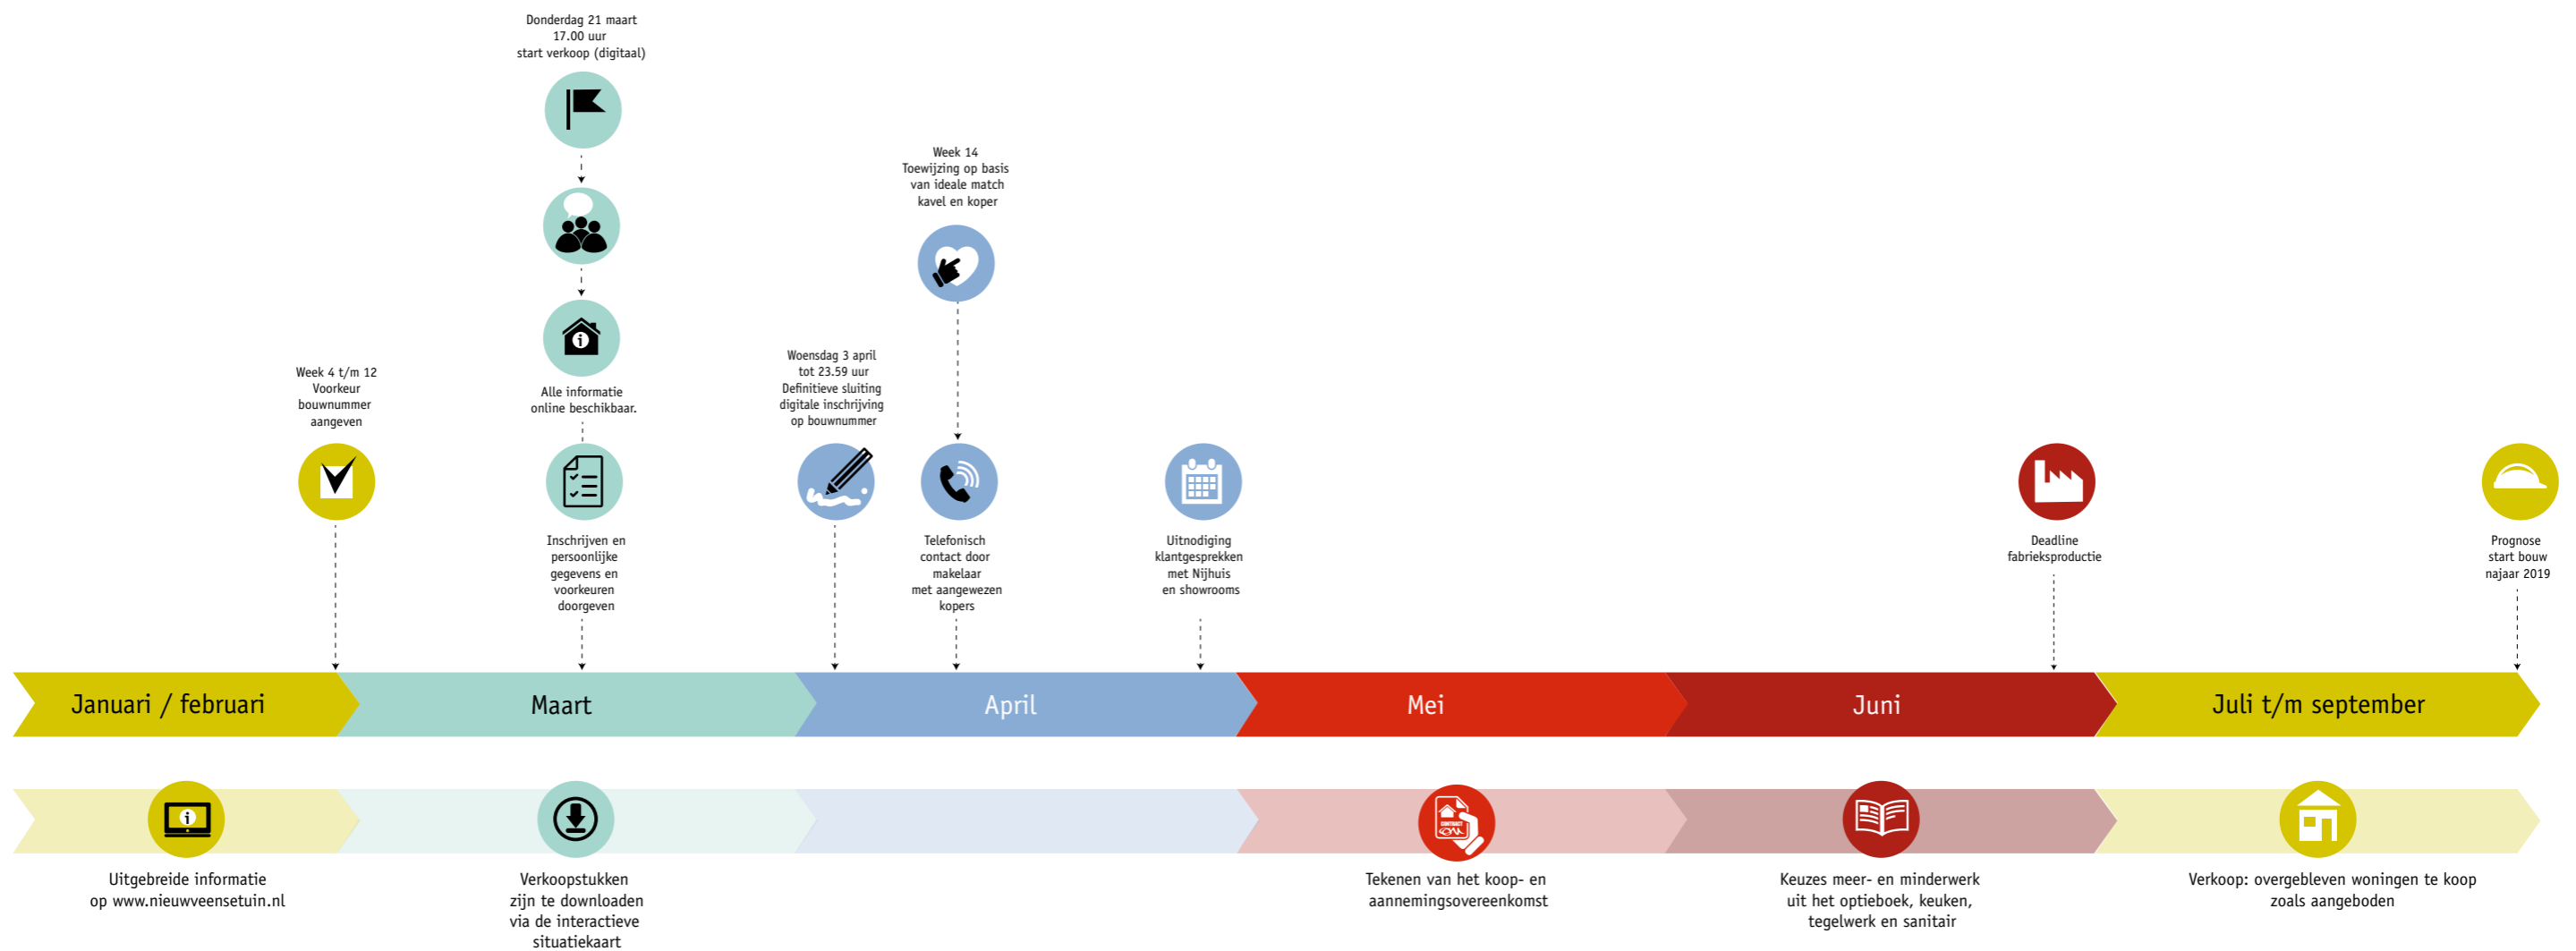 Donderdag 21 maart
17.00 uur
start verkoop (digitaal)
Week 14
Toewijzing op basis
van ideale match
kavel en koper
Week 4 t/m 12
Voorkeur
bouwnummer
aangeven
Alle informatie
online beschikbaar.
Woensdag 3 april
tot 23.59 uur
Definitieve sluiting
digitale inschrijving
op bouwnummer
Inschrijven en
persoonlijke
gegevens en
voorkeuren
doorgeven
Telefonisch
contact door
makelaar
met aangewezen
kopers
Uitnodiging
klantgesprekken
met Nijhuis
en showrooms
Deadline
fabrieksproductie
Prognose
start bouw
najaar 2019
Januari / februari
Maart
April
Mei
Juni
Juli t/m september
CONTRACT
Uitgebreide informatie
op www.nieuwveensetuin.nl
Verkoopstukken
zijn te downloaden
via de interactieve
situatiekaart
Tekenen van het koop- en
aannemingsovereenkomst
Keuzes meer- en minderwerk
uit het optieboek, keuken,
tegelwerk en sanitair
Verkoop: overgebleven woningen te koop
zoals aangeboden